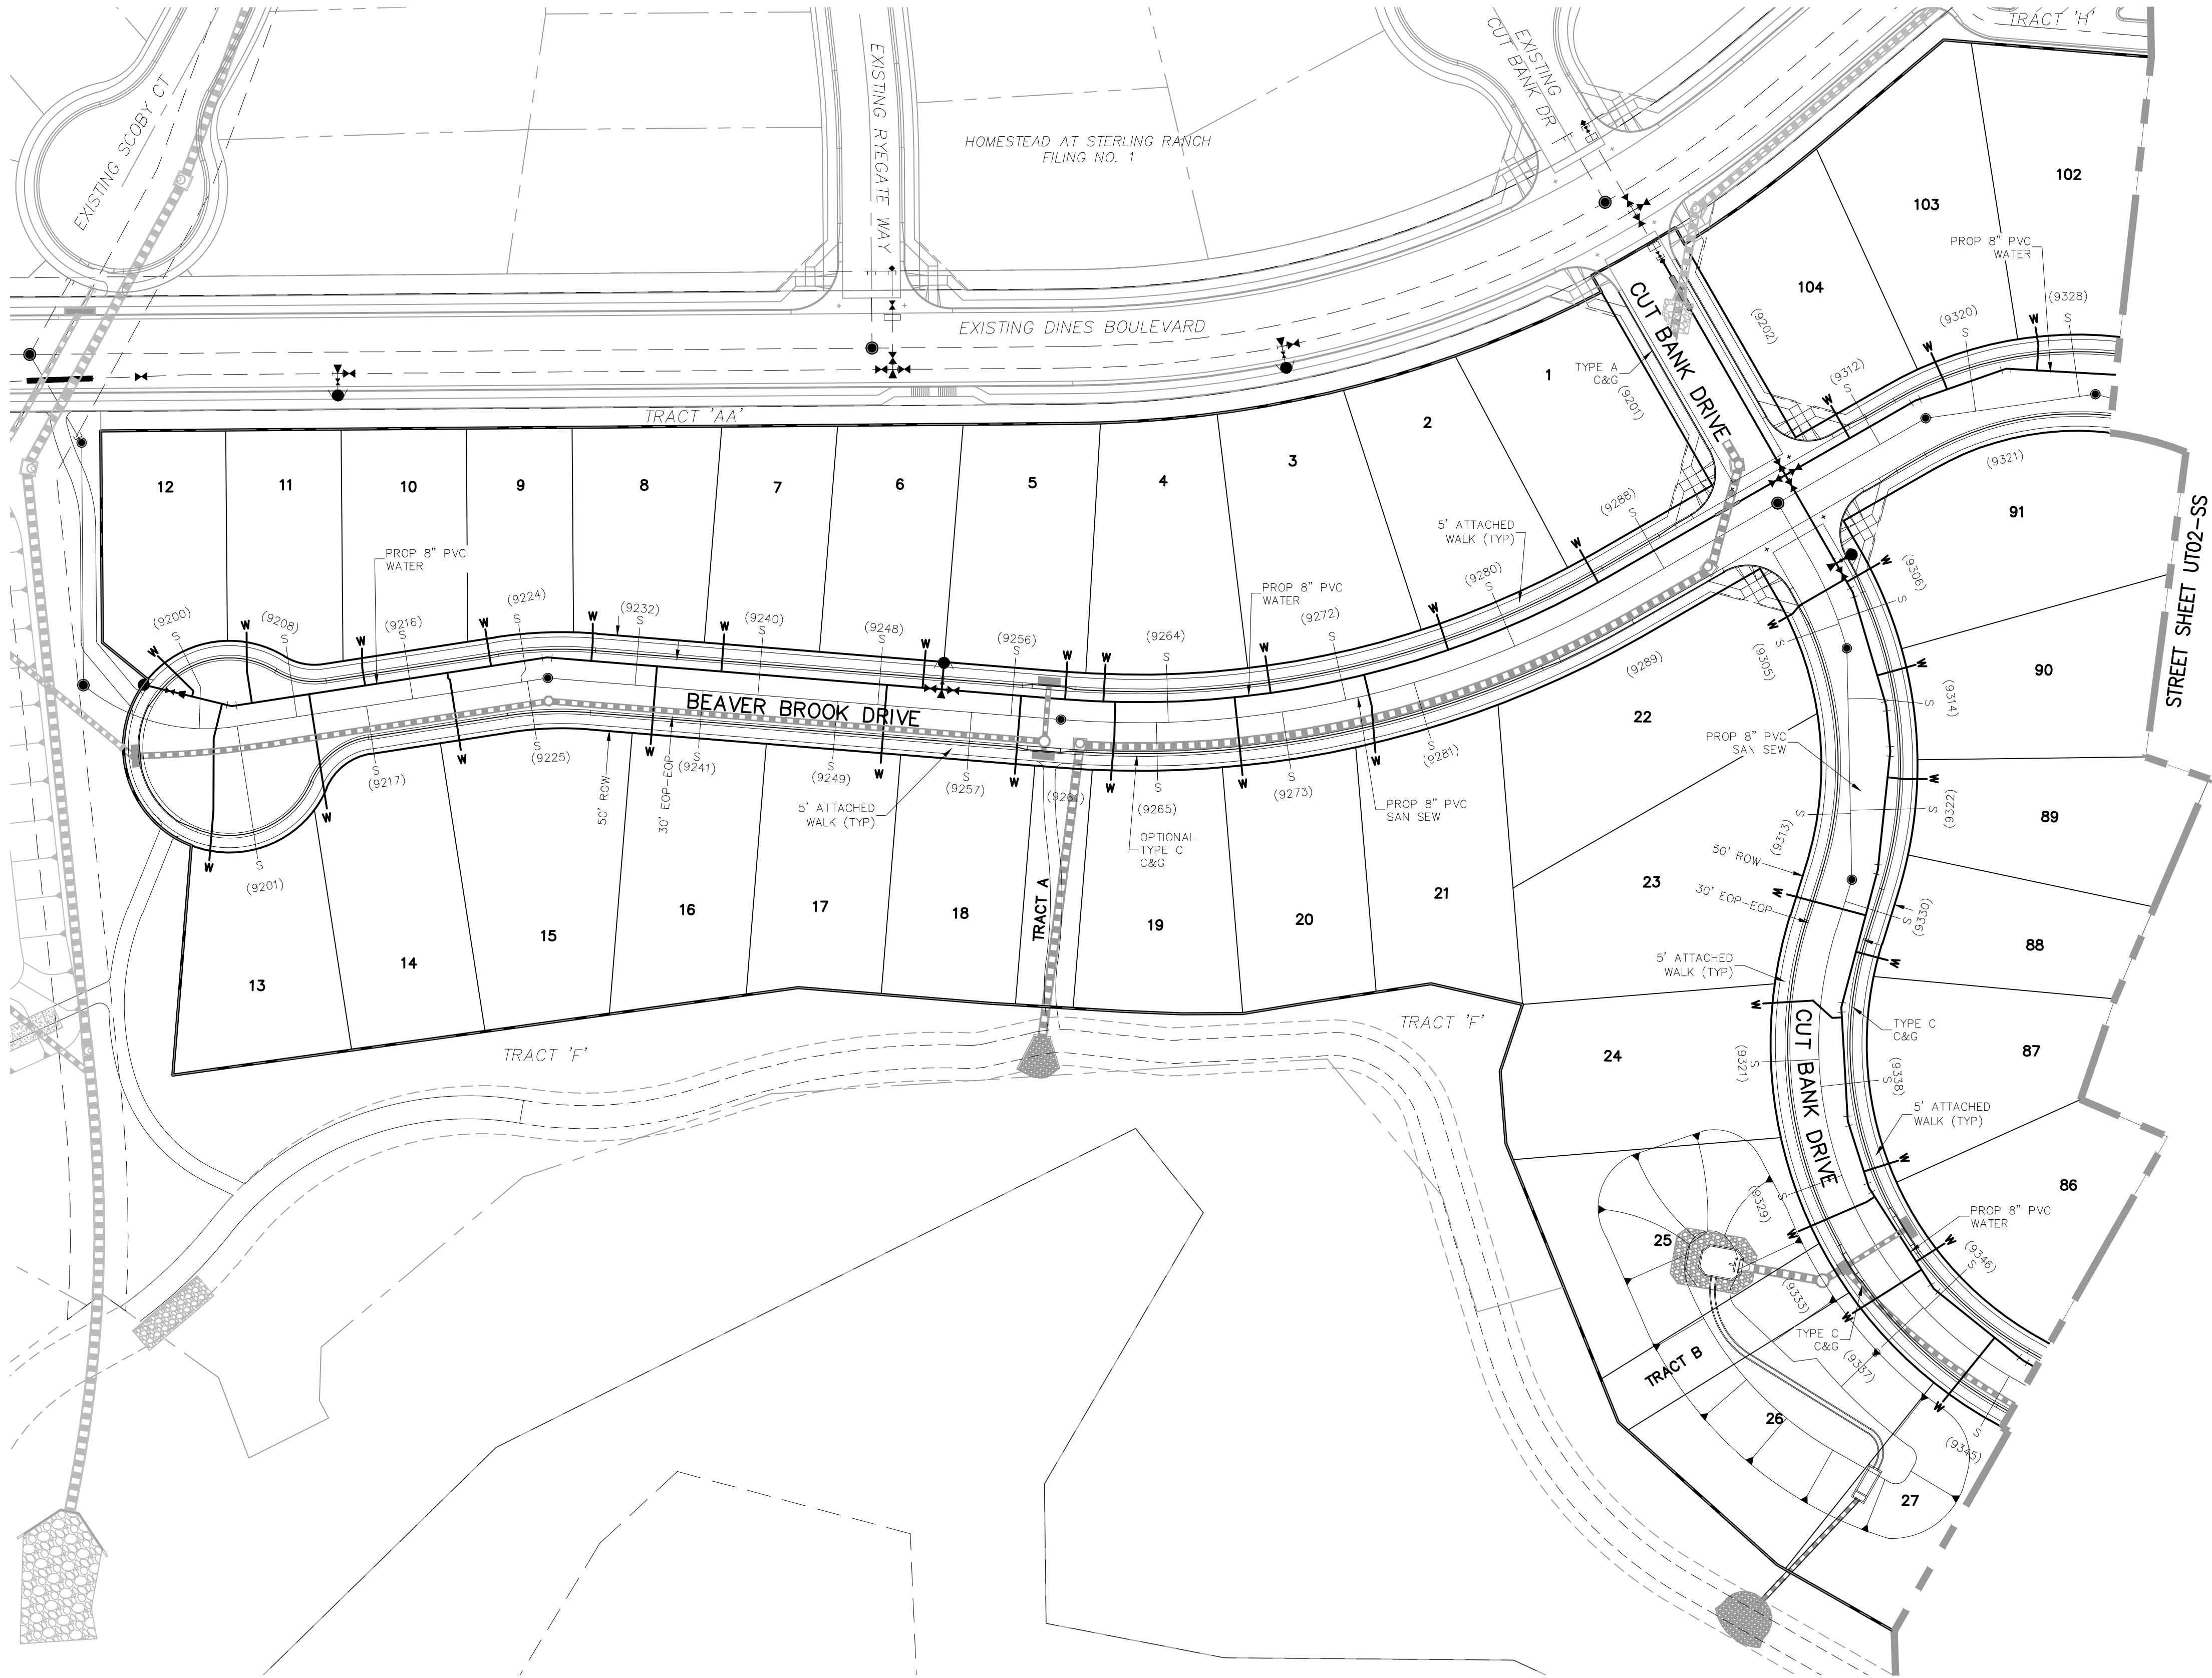 TRACT 'H'
EXISTING SCOBY CT
EXISTING RYEGATE WAY
EXISTING
CUT BANK DR
HOMESTEAD AT STERLING RANCH
FILING NO. 1
EXISTING DINES BOULEVARD
TRACT 'AA'
102
103
104
PROP 8" PVC
WATER
(9328)
(9320)
(9312)
(9202)
CUT BANK DRIVE
TYPE A
C&G
(9201)
1
2
3
4
5
6
7
8
9
10
11
12
W
S
(9321)
91
STREET SHEET UT02-SS
(9288)
5' ATTACHED
WALK (TYP)
(9280)
PROP 8" PVC
WATER
(9272)
(9264)
(9256)
(9248)
(9240)
(9232)
(9224)
(9216)
(9208)
(9200)
PROP 8" PVC
WATER
BEAVER BROOK DRIVE
(9306)
(9305)
(9289)
22
90
(9314)
PROP 8" PVC
SAN SEW
(9281)
(9273)
(9265)
(9261)
(9257)
(9249)
(9241)
(9225)
(9217)
(9201)
50' ROW
30' EOP-EOP
5' ATTACHED
WALK (TYP)
OPTIONAL
TYPE C
C&G
PROP 8" PVC
SAN SEW
(9322)
89
(9313)
50' ROW
30' EOP-EOP
23
(9330)
88
13
14
15
16
17
18
TRACT A
19
20
21
5' ATTACHED
WALK (TYP)
TYPE C
C&G
87
CUT BANK DRIVE
24
(9321)
(9338)
5' ATTACHED
WALK (TYP)
TRACT 'F'
TRACT 'F'
86
(9329)
PROP 8" PVC
WATER
25
(9346)
(9333)
TYPE C
C&G
(9337)
TRACT B
26
(9345)
27